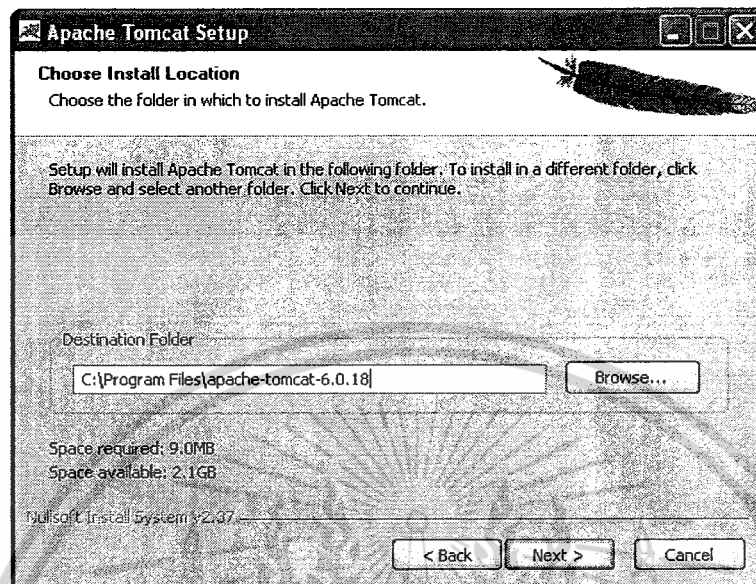 Apache Tomcat Setup
Choose Install Location
Choose the folder in which to install Apache Tomcat.
Setup will install Apache Tomcat in the following folder. To install in a different folder, click
Browse and select another folder. Click Next to continue.
Destination Folder
C:\Program Files\apache-tomcat-6.0.18
Browse...
Space required: 9.0MB
Space available: 2.1GB
Nullsoft Install System v2.37
< Back
Next >
Cancel